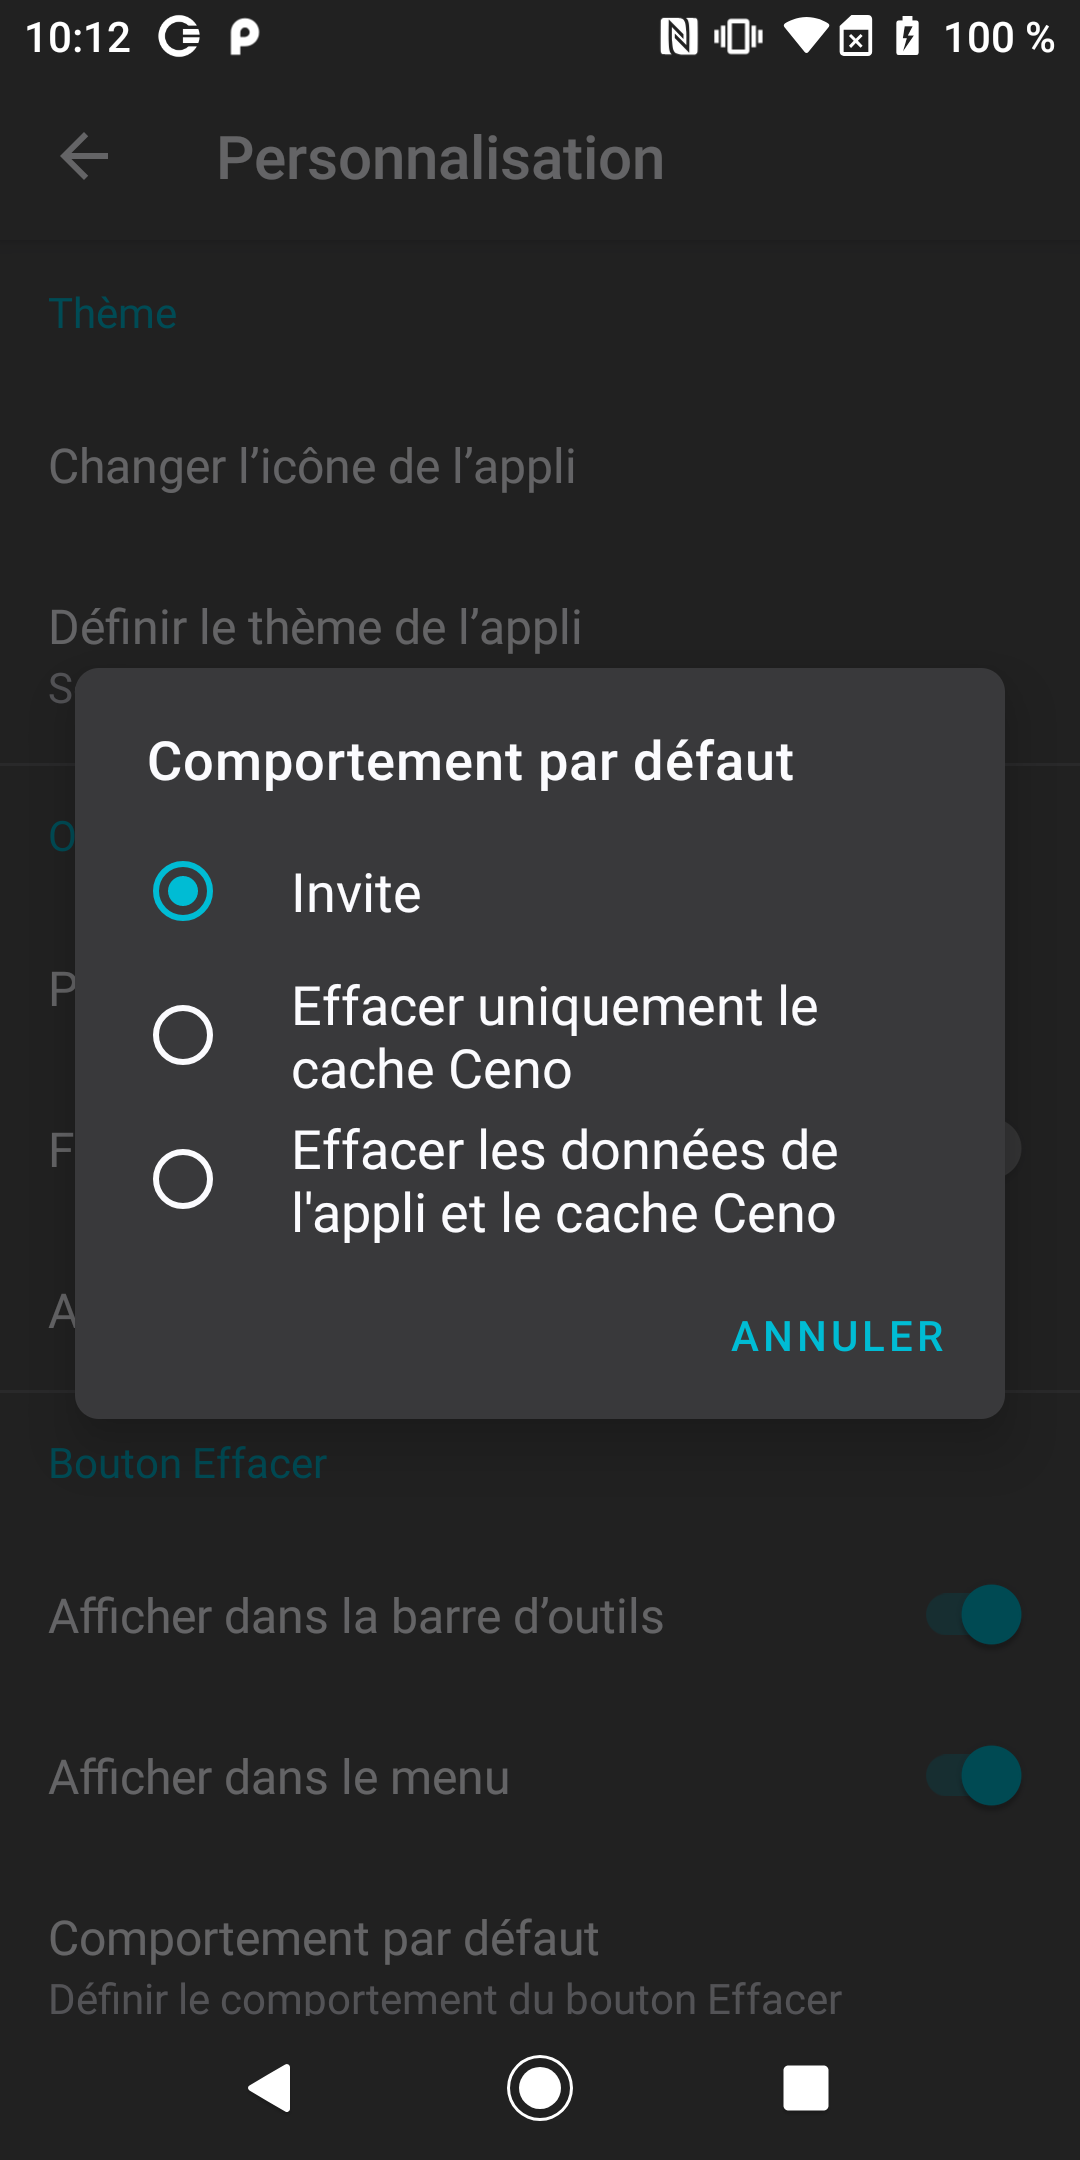 10:12
100 %
Personnalisation
Thème
Changer l’icône de l’appli
Définir le thème de l’appli
S
Comportement par défaut
O
Invite
P
Effacer uniquement le
cache Ceno
F
Effacer les données de
l'appli et le cache Ceno
A
ANNULER
Bouton Effacer
Afficher dans la barre d’outils
Afficher dans le menu
Comportement par défaut
Définir le comportement du bouton Effacer